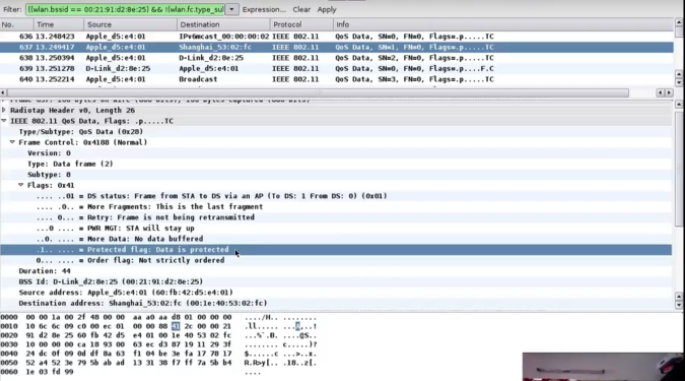 Filter: ((wlan.bssid == 00:21:91:d2:8e:25) && !(wlan.fc.type_sul Expression... Clear Apply
No. Time Source Destination Protocol Info
636 13.248423 Apple_d5:e4:01 IPv6mcast_00:00:00:02 IEEE 802.11 QoS Data, SN=0, FN=0, Flags=.p.....TC
637 13.249417 Apple_d5:e4:01 Shanghai_53:02:fc IEEE 802.11 QoS Data, SN=1, FN=0, Flags=.p.....TC
638 13.250394 Apple_d5:e4:01 D-Link_d2:8e:25 IEEE 802.11 QoS Data, SN=2, FN=0, Flags=.p.....TC
639 13.251278 D-Link_d2:8e:25 Apple_d5:e4:01 IEEE 802.11 QoS Data, SN=0, FN=0, Flags=.p....F.C
640 13.252214 Apple_d5:e4:01 Broadcast IEEE 802.11 QoS Data, SN=3, FN=0, Flags=.p.....TC
Radiotap Header v0, Length 26
IEEE 802.11 QoS Data, Flags: .p.....TC
Type/Subtype: QoS Data (0x28)
Frame Control: 0x4188 (Normal)
Version: 0
Type: Data frame (2)
Subtype: 8
Flags: 0x41
.... ..01 = DS status: Frame from STA to DS via an AP (To DS: 1 From DS: 0) (0x01)
.... .0.. = More Fragments: This is the last fragment
.... 0... = Retry: Frame is not being retransmitted
...0 .... = PWR MGT: STA will stay up
..0. .... = More Data: No data buffered
.1.. .... = Protected flag: Data is protected
0... .... = Order flag: Not strictly ordered
Duration: 44
BSS Id: D-Link_d2:8e:25 (00:21:91:d2:8e:25)
Source address: Apple_d5:e4:01 (60:fb:42:d5:e4:01)
Destination address: Shanghai_53:02:fc (00:1e:40:53:02:fc)
0000 00 00 1a 00 2f 48 00 00 aa a0 aa d8 01 00 00 00 ..../H.. ........
0010 10 6c 6c 09 c0 00 ec 01 00 00 88 41 2c 00 00 21
0020 91 d2 8e 25 60 fb 42 d5 e4 01 00 1e 40 53 02 fc
0030 10 00 00 00 ca 18 93 00 63 ec d3 87 19 11 29 3f
0040 24 dc 0f 09 0d df 8a 63 f1 04 be 3e fa 17 78 17
0050 52 a4 52 3e 79 5b ab ad 13 31 38 f7 ff 7a 5b b4
0060 1e 03 fd 99 ....